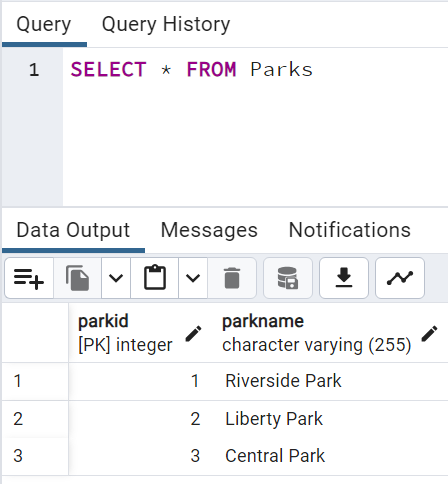 Query Query History
1 SELECT * FROM Parks
Data Output Messages Notifications
parkid parkname
[PK] integer character varying (255)
1 1 Riverside Park
2 2 Liberty Park
3 3 Central Park